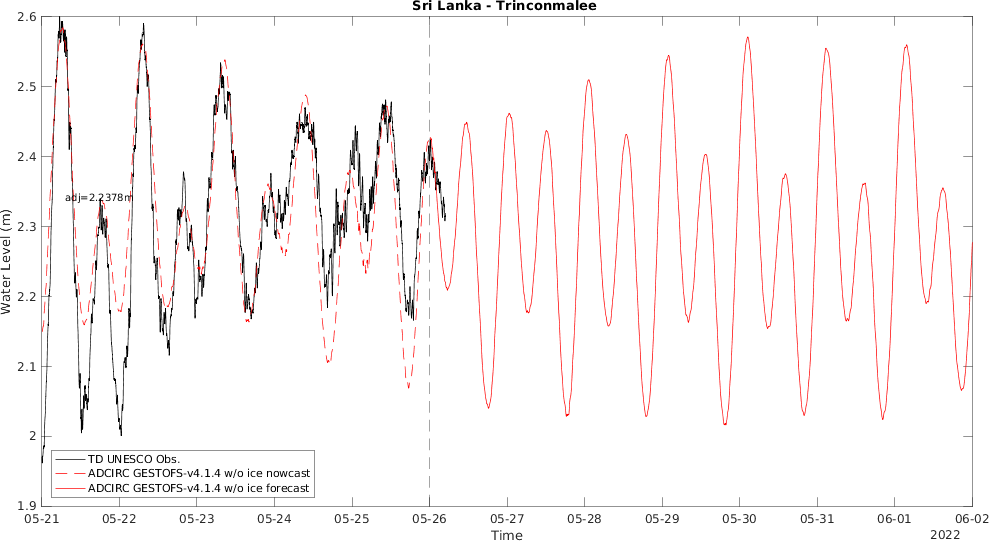 Sri Lanka - Trinconmalee
2.6
2.5
2.4
2.3
2.2
2.1
2
1.9
Water Level (m)
adj=2.2378m
TD UNESCO Obs.
ADCIRC GESTOFS-v4.1.4 w/o ice nowcast
ADCIRC GESTOFS-v4.1.4 w/o ice forecast
05-21 05-22 05-23 05-24 05-25 05-26 05-27 05-28 05-29 05-30 05-31 06-01 06-02
Time
2022